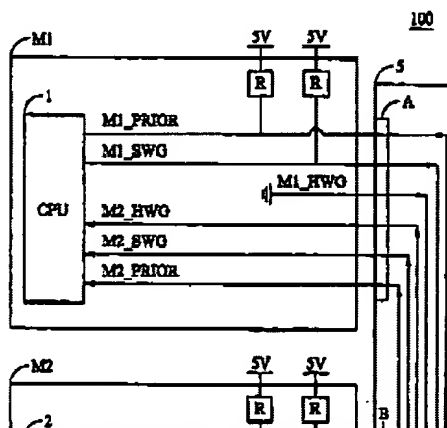 100
M1
5V
5V
5
1
R
R
A
M1_PRIOR
M1_SWG
M1_HWG
CPU
M2_HWG
M2_SWG
M2_PRIOR
M2
5V
5V
2
R
R
B